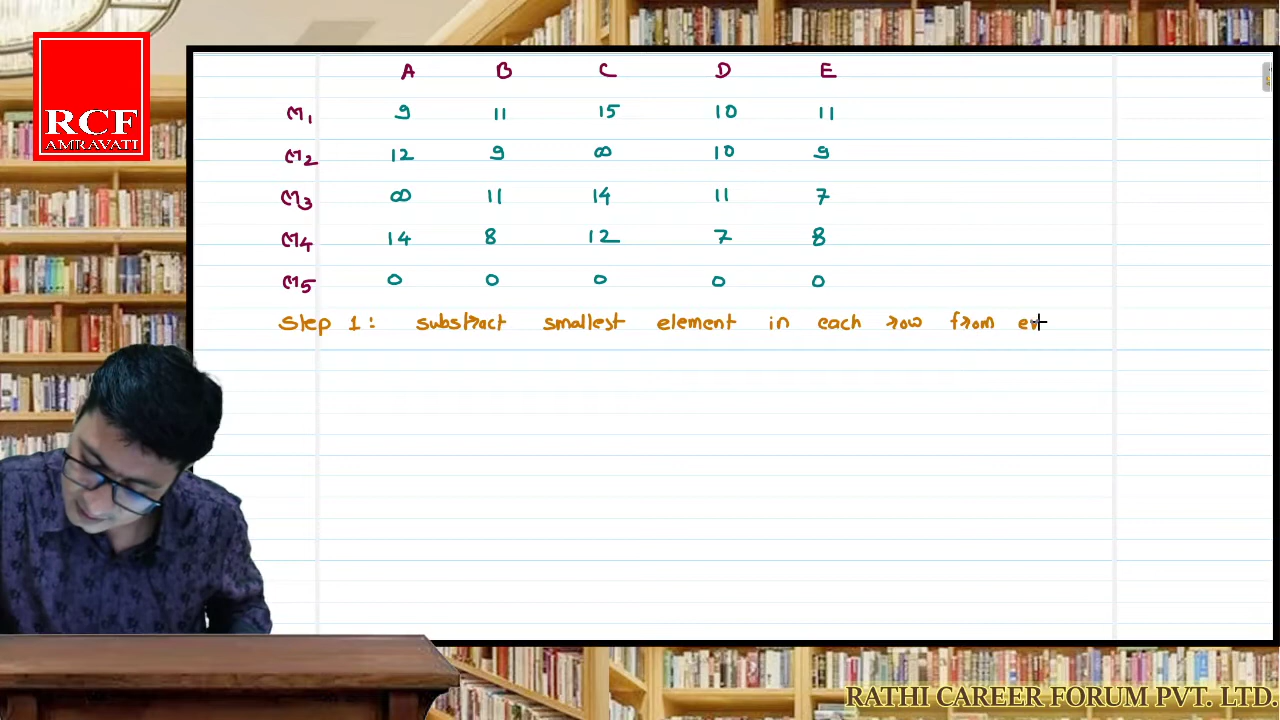 RCF
AMRAVATI
A B C D E
M1 9 11 15 10 11
M2 12 9 ∞ 10 9
M3 ∞ 11 14 11 7
M4 14 8 12 7 8
M5 0 0 0 0 0
Step 1: substract smallest element in each row from ev
RATHI CAREER FORUM PVT. LTD.